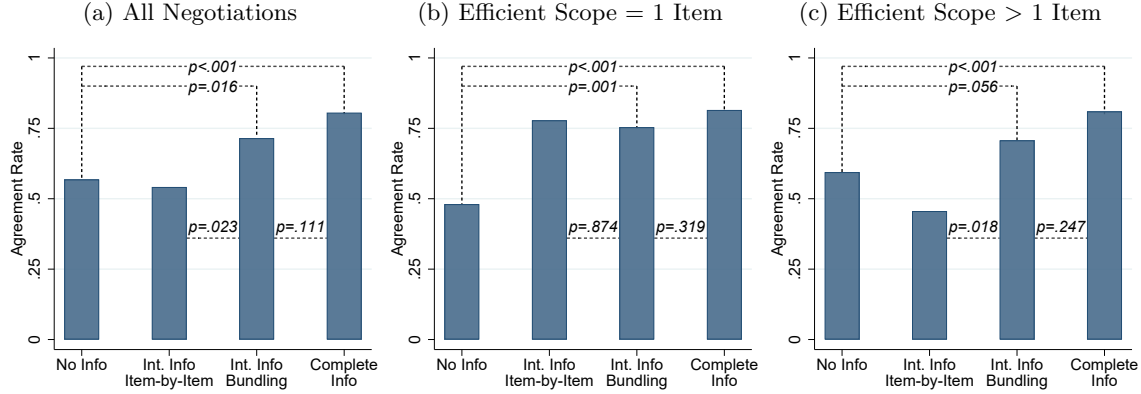 (a) All Negotiations
1
.75
.5
.25
0
Agreement Rate
p<.001
p=.016
p=.023
p=.111
No Info
Int. Info
Item-by-Item
Int. Info
Bundling
Complete
Info
(b) Efficient Scope = 1 Item
1
.75
.5
.25
0
Agreement Rate
p<.001
p=.001
p=.874
p=.319
No Info
Int. Info
Item-by-Item
Int. Info
Bundling
Complete
Info
(c) Efficient Scope > 1 Item
1
.75
.5
.25
0
Agreement Rate
p<.001
p=.056
p=.018
p=.247
No Info
Int. Info
Item-by-Item
Int. Info
Bundling
Complete
Info